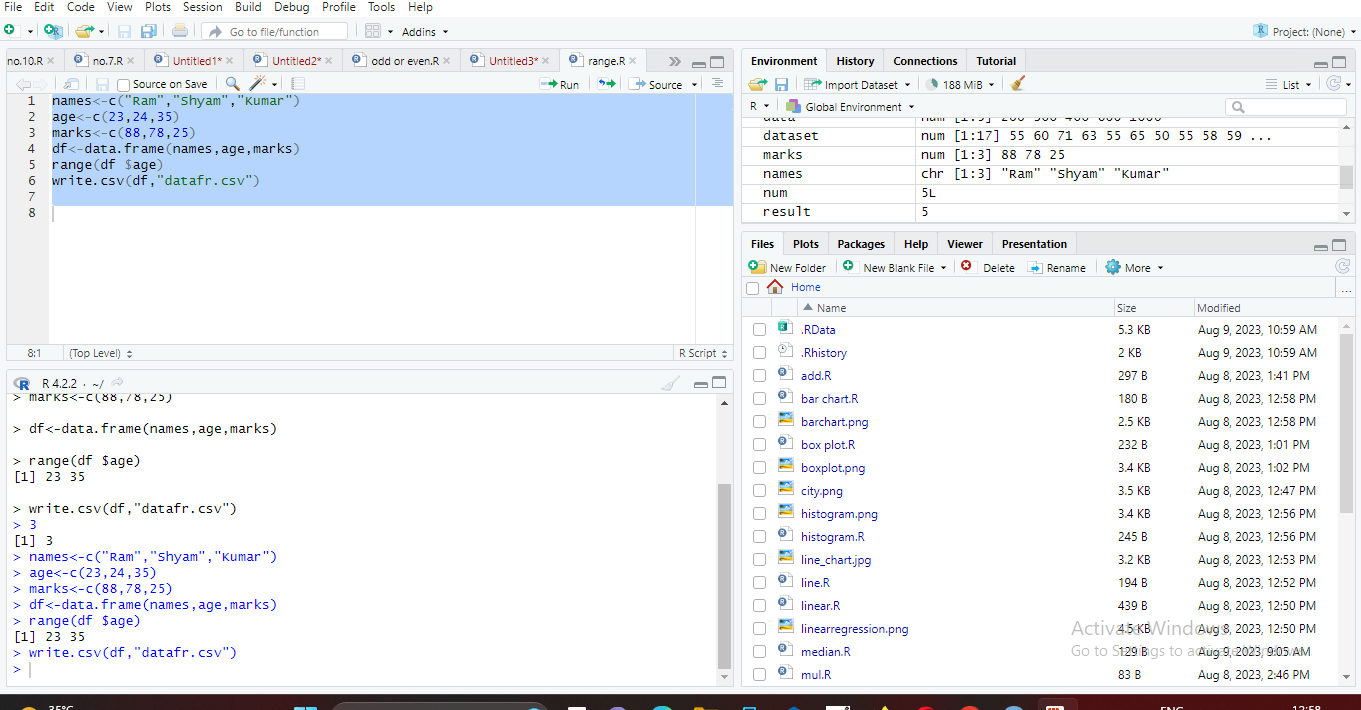 File Edit Code View Plots Session Build Debug Profile Tools Help
Go to file/function Addins Project: (None)
no.10.R no.7.R Untitled1* Untitled2* odd or even.R Untitled3* range.R
Source on Save Run Source
1 names<-c("Ram","Shyam","Kumar")
2 age<-c(23,24,35)
3 marks<-c(88,78,25)
4 df<-data.frame(names,age,marks)
5 range(df $age)
6 write.csv(df,"datafr.csv")
7
8
8:1 (Top Level) R Script
R 4.2.2 . ~/
> marks<-c(88,78,25)
> df<-data.frame(names,age,marks)
> range(df $age)
[1] 23 35
> write.csv(df,"datafr.csv")
> 3
[1] 3
> names<-c("Ram","Shyam","Kumar")
> age<-c(23,24,35)
> marks<-c(88,78,25)
> df<-data.frame(names,age,marks)
> range(df $age)
[1] 23 35
> write.csv(df,"datafr.csv")
>
Environment History Connections Tutorial
Import Dataset 188 MiB List
R Global Environment
data num [1:5] 200 300 400 600 1000
dataset num [1:17] 55 60 71 63 55 65 50 55 58 59 ...
marks num [1:3] 88 78 25
names chr [1:3] "Ram" "Shyam" "Kumar"
num 5L
result 5
Files Plots Packages Help Viewer Presentation
New Folder New Blank File Delete Rename More
Home ...
Name Size Modified
.RData 5.3 KB Aug 9, 2023, 10:59 AM
.Rhistory 2 KB Aug 9, 2023, 10:59 AM
add.R 297 B Aug 8, 2023, 1:41 PM
bar chart.R 180 B Aug 8, 2023, 12:58 PM
barchart.png 2.5 KB Aug 8, 2023, 12:58 PM
box plot.R 232 B Aug 8, 2023, 1:01 PM
boxplot.png 3.4 KB Aug 8, 2023, 1:02 PM
city.png 3.5 KB Aug 8, 2023, 12:47 PM
histogram.png 3.4 KB Aug 8, 2023, 12:56 PM
histogram.R 245 B Aug 8, 2023, 12:56 PM
line_chart.jpg 3.2 KB Aug 8, 2023, 12:53 PM
line.R 194 B Aug 8, 2023, 12:52 PM
linear.R 439 B Aug 8, 2023, 12:50 PM
linearregression.png 4.5 KB Aug 8, 2023, 12:50 PM
median.R 129 B Aug 9, 2023, 9:05 AM
mul.R 83 B Aug 8, 2023, 2:46 PM
Activate Windows
Go to Settings to activate Windows.
35°C ENG 12:58